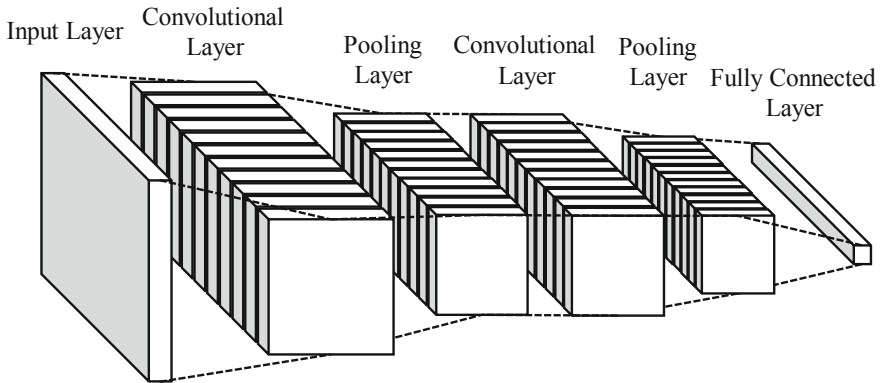 Input Layer
Convolutional
Layer
Pooling
Layer
Convolutional
Layer
Pooling
Layer
Fully Connected
Layer